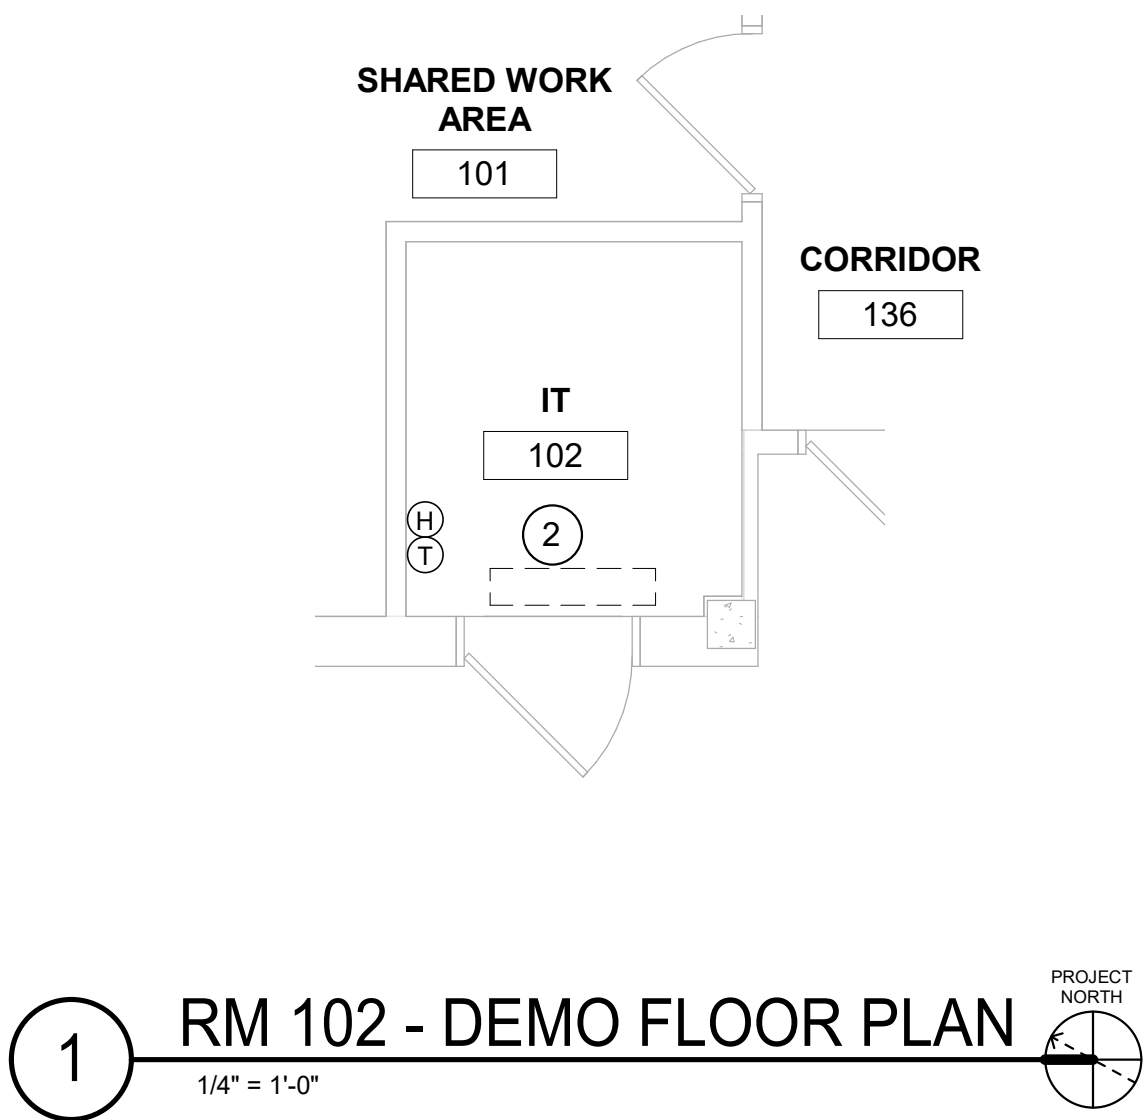 SHARED WORK
AREA
101
CORRIDOR
136
IT
102
H
2
T
1
RM 102 - DEMO FLOOR PLAN
1/4" = 1'-0"
PROJECT
NORTH